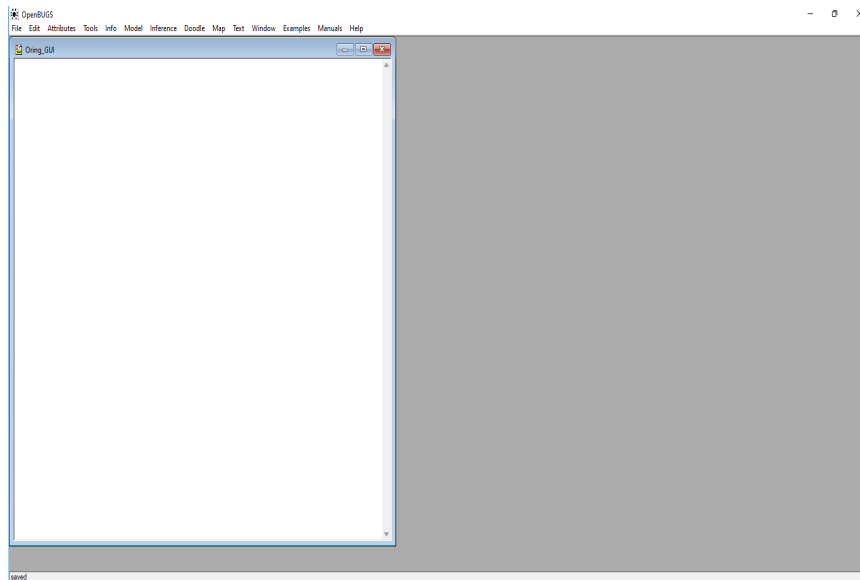 OpenBUGS
File Edit Attributes Tools Info Model Inference Doodle Map Text Window Examples Manuals Help
Oring_GUI
saved